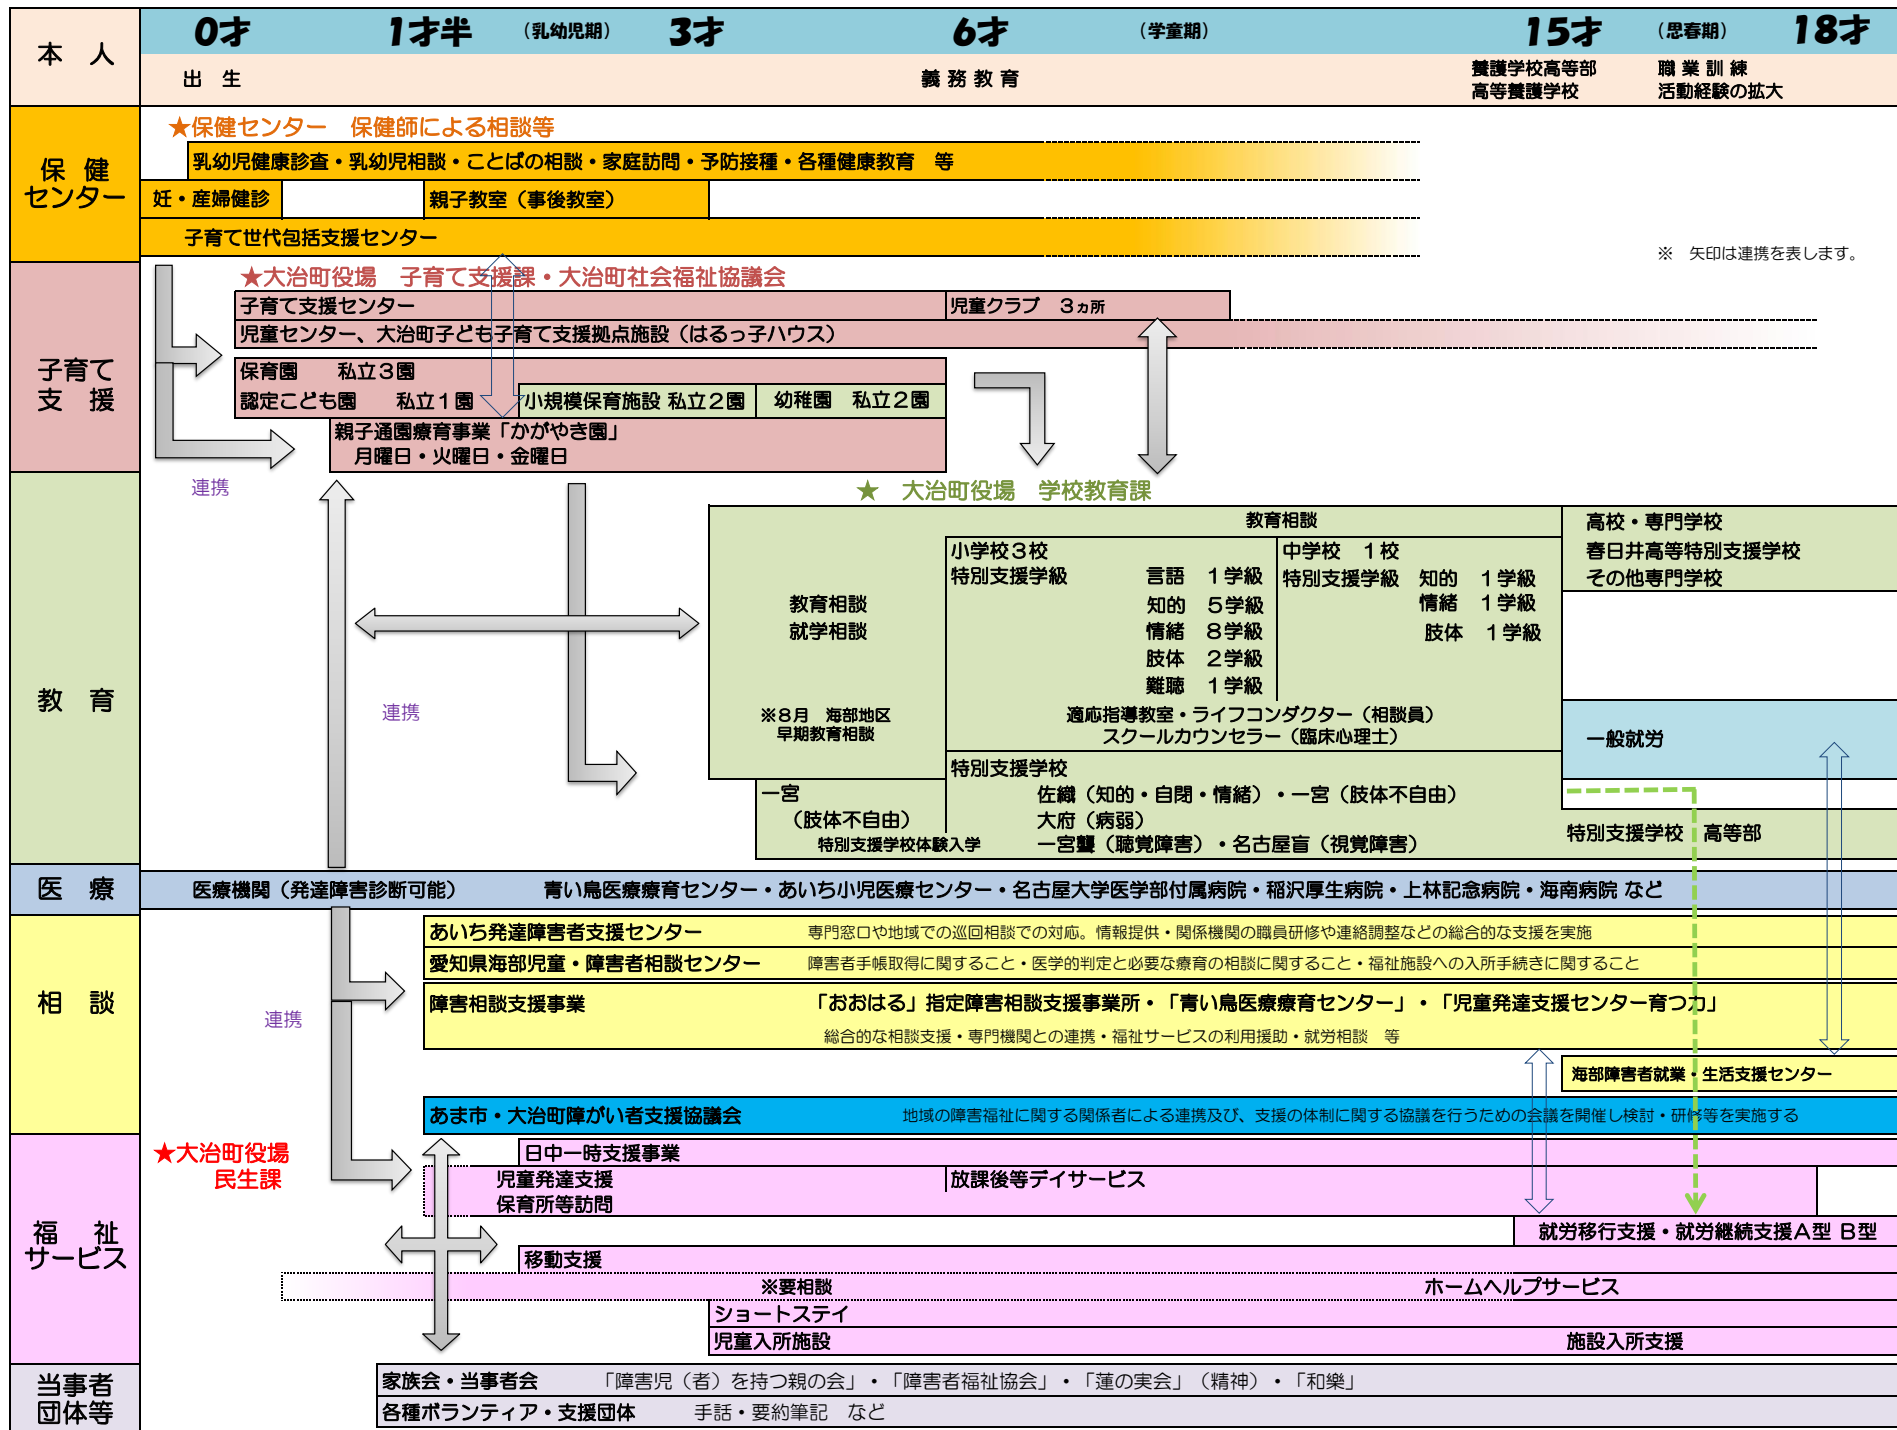 本　人
0才　1才半　（乳幼児期）　3才　6才　（学童期）　15才　（思春期）　18才
出　生　義 務 教 育
養護学校高等部　職 業 訓 練
高等養護学校　活動経験の拡大
保　健
センター
★保健センター　保健師による相談等
乳幼児健康診査・乳幼児相談・ことばの相談・家庭訪問・予防接種・各種健康教育　等
妊・産婦健診　親子教室（事後教室）
子育て世代包括支援センター
※　矢印は連携を表します。
子育て
支　援
★大治町役場　子育て支援課・大治町社会福祉協議会
子育て支援センター　児童クラブ　３ヵ所
児童センター、大治町子ども子育て支援拠点施設（はるっ子ハウス）
保育園　　私立３園
認定こども園　　私立１園　小規模保育施設 私立２園　幼稚園　私立２園
親子通園療育事業「かがやき園」
月曜日・火曜日・金曜日
連携
教　育
★　大治町役場　学校教育課
教育相談
高校・専門学校
春日井高等特別支援学校
その他専門学校
小学校３校
特別支援学級　言語　１学級
知的　５学級
情緒　８学級
肢体　２学級
難聴　１学級
中学校　１校
特別支援学級　知的　１学級
情緒　１学級
肢体　１学級
教育相談
就学相談
連携
※８月　海部地区
早期教育相談
適応指導教室・ライフコンダクター（相談員）
スクールカウンセラー（臨床心理士）
一般就労
特別支援学校
一宮
（肢体不自由）
特別支援学校体験入学
佐織（知的・自閉・情緒）・一宮（肢体不自由）
大府（病弱）
一宮聾（聴覚障害）・名古屋盲（視覚障害）
特別支援学校　高等部
医　療
医療機関（発達障害診断可能）　青い鳥医療療育センター・あいち小児医療センター・名古屋大学医学部付属病院・稲沢厚生病院・上林記念病院・海南病院 など
相　談
あいち発達障害者支援センター　専門窓口や地域での巡回相談での対応。情報提供・関係機関の職員研修や連絡調整などの総合的な支援を実施
愛知県海部児童・障害者相談センター　障害者手帳取得に関すること・医学的判定と必要な療育の相談に関すること・福祉施設への入所手続きに関すること
障害相談支援事業　「おおはる」指定障害相談支援事業所・「青い鳥医療療育センター」・「児童発達支援センター育つ力」
総合的な相談支援・専門機関との連携・福祉サービスの利用援助・就労相談　等
連携
海部障害者就業・生活支援センター
あま市・大治町障がい者支援協議会　地域の障害福祉に関する関係者による連携及び、支援の体制に関する協議を行うための会議を開催し検討・研修等を実施する
福　祉
サービス
★大治町役場
民生課
日中一時支援事業
児童発達支援　放課後等デイサービス
保育所等訪問
就労移行支援・就労継続支援Ａ型 Ｂ型
移動支援
※要相談　ホームヘルプサービス
ショートステイ
児童入所施設　施設入所支援
当事者
団体等
家族会・当事者会　「障害児（者）を持つ親の会」・「障害者福祉協会」・「蓮の実会」（精神）・「和樂」
各種ボランティア・支援団体　手話・要約筆記　など